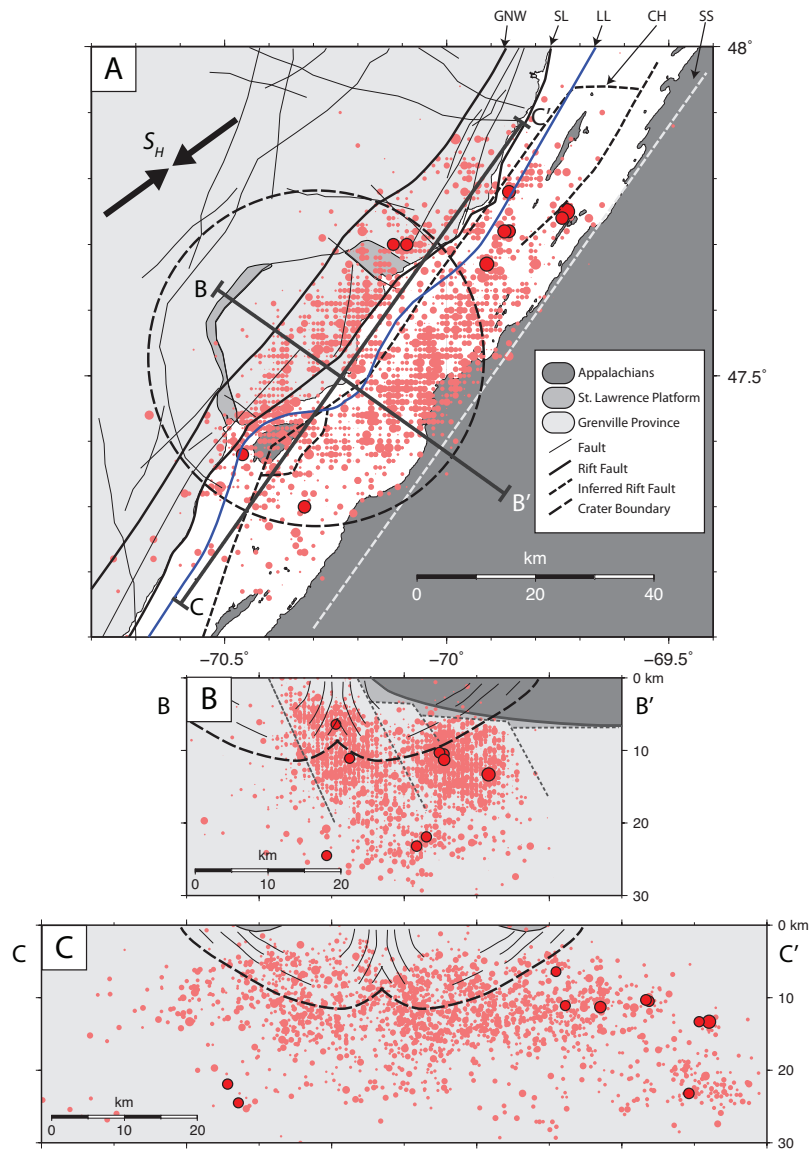 GNW SL LL CH SS
A
48°
S_H
C'
B
47.5°
Appalachians
St. Lawrence Platform
Grenville Province
Fault
Rift Fault
Inferred Rift Fault
Crater Boundary
B'
km
0 20 40
C
−70.5 −70 −69.5
B B B'
0 km
10
20
30
km
0 10 20
C C C'
0 km
10
20
30
km
0 10 20